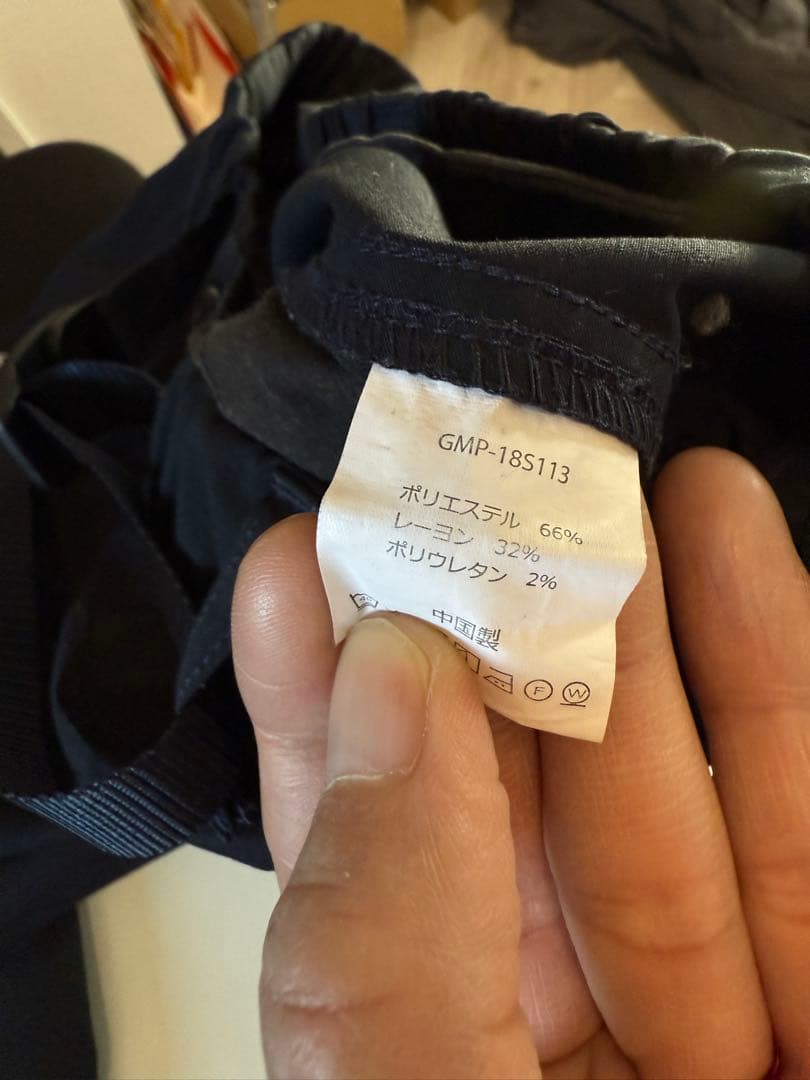 GMP-18S113
ポリエステル 66%
レーヨン 32%
ポリウレタン 2%
中国製
40
F W